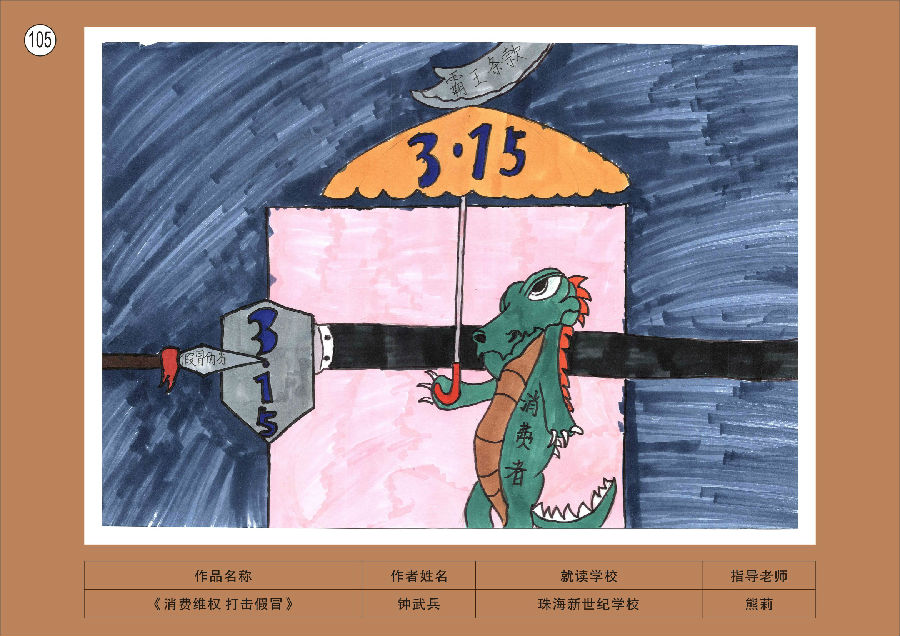 105
霸王条款
3·15
3·15
假冒伪劣
消费者
作品名称 作者姓名 就读学校 指导老师
《消费维权 打击假冒》 钟武兵 珠海新世纪学校 熊莉